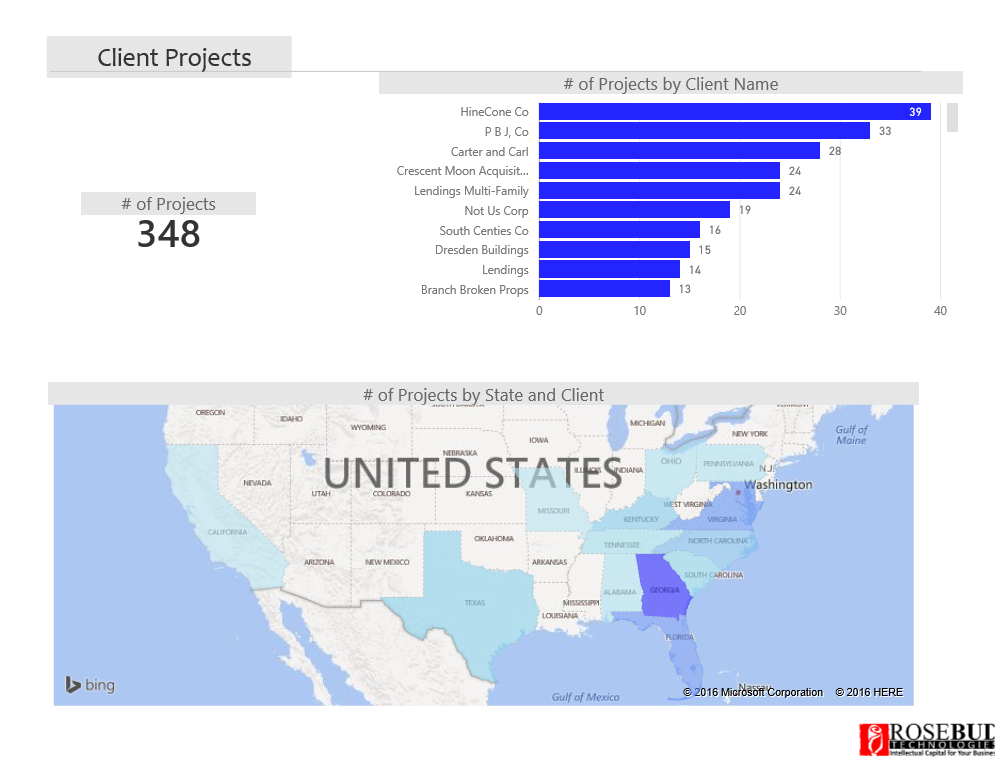 Client Projects
# of Projects by Client Name
HineCone Co
39
P B J, Co
33
Carter and Carl
28
Crescent Moon Acquisit...
24
Lendings Multi-Family
24
Not Us Corp
19
South Centies Co
16
Dresden Buildings
15
Lendings
14
Branch Broken Props
13
0 10 20 30 40
# of Projects
348
# of Projects by State and Client
OREGON
IDAHO
WYOMING
MICHIGAN
NEW YORK
Gulf of
Maine
IOWA
NEBRASKA
UNITED STATES
ILLINOIS
INDIANA
OHIO
PENNSYLVANIA
N.J.
NEVADA
UTAH
COLORADO
KANSAS
Washington
MISSOURI
WEST VIRGINIA
KENTUCKY
VIRGINIA
CALIFORNIA
OKLAHOMA
TENNESSEE
NORTH CAROLINA
ARIZONA
NEW MEXICO
ARKANSAS
SOUTH CAROLINA
ALABAMA
GEORGIA
TEXAS
MISSISSIPPI
LOUISIANA
FLORIDA
bing
Gulf of Mexico
Nassau
© 2016 Microsoft Corporation © 2016 HERE
ROSEBUD
TECHNOLOGIES
Intellectual Capital for Your Busines